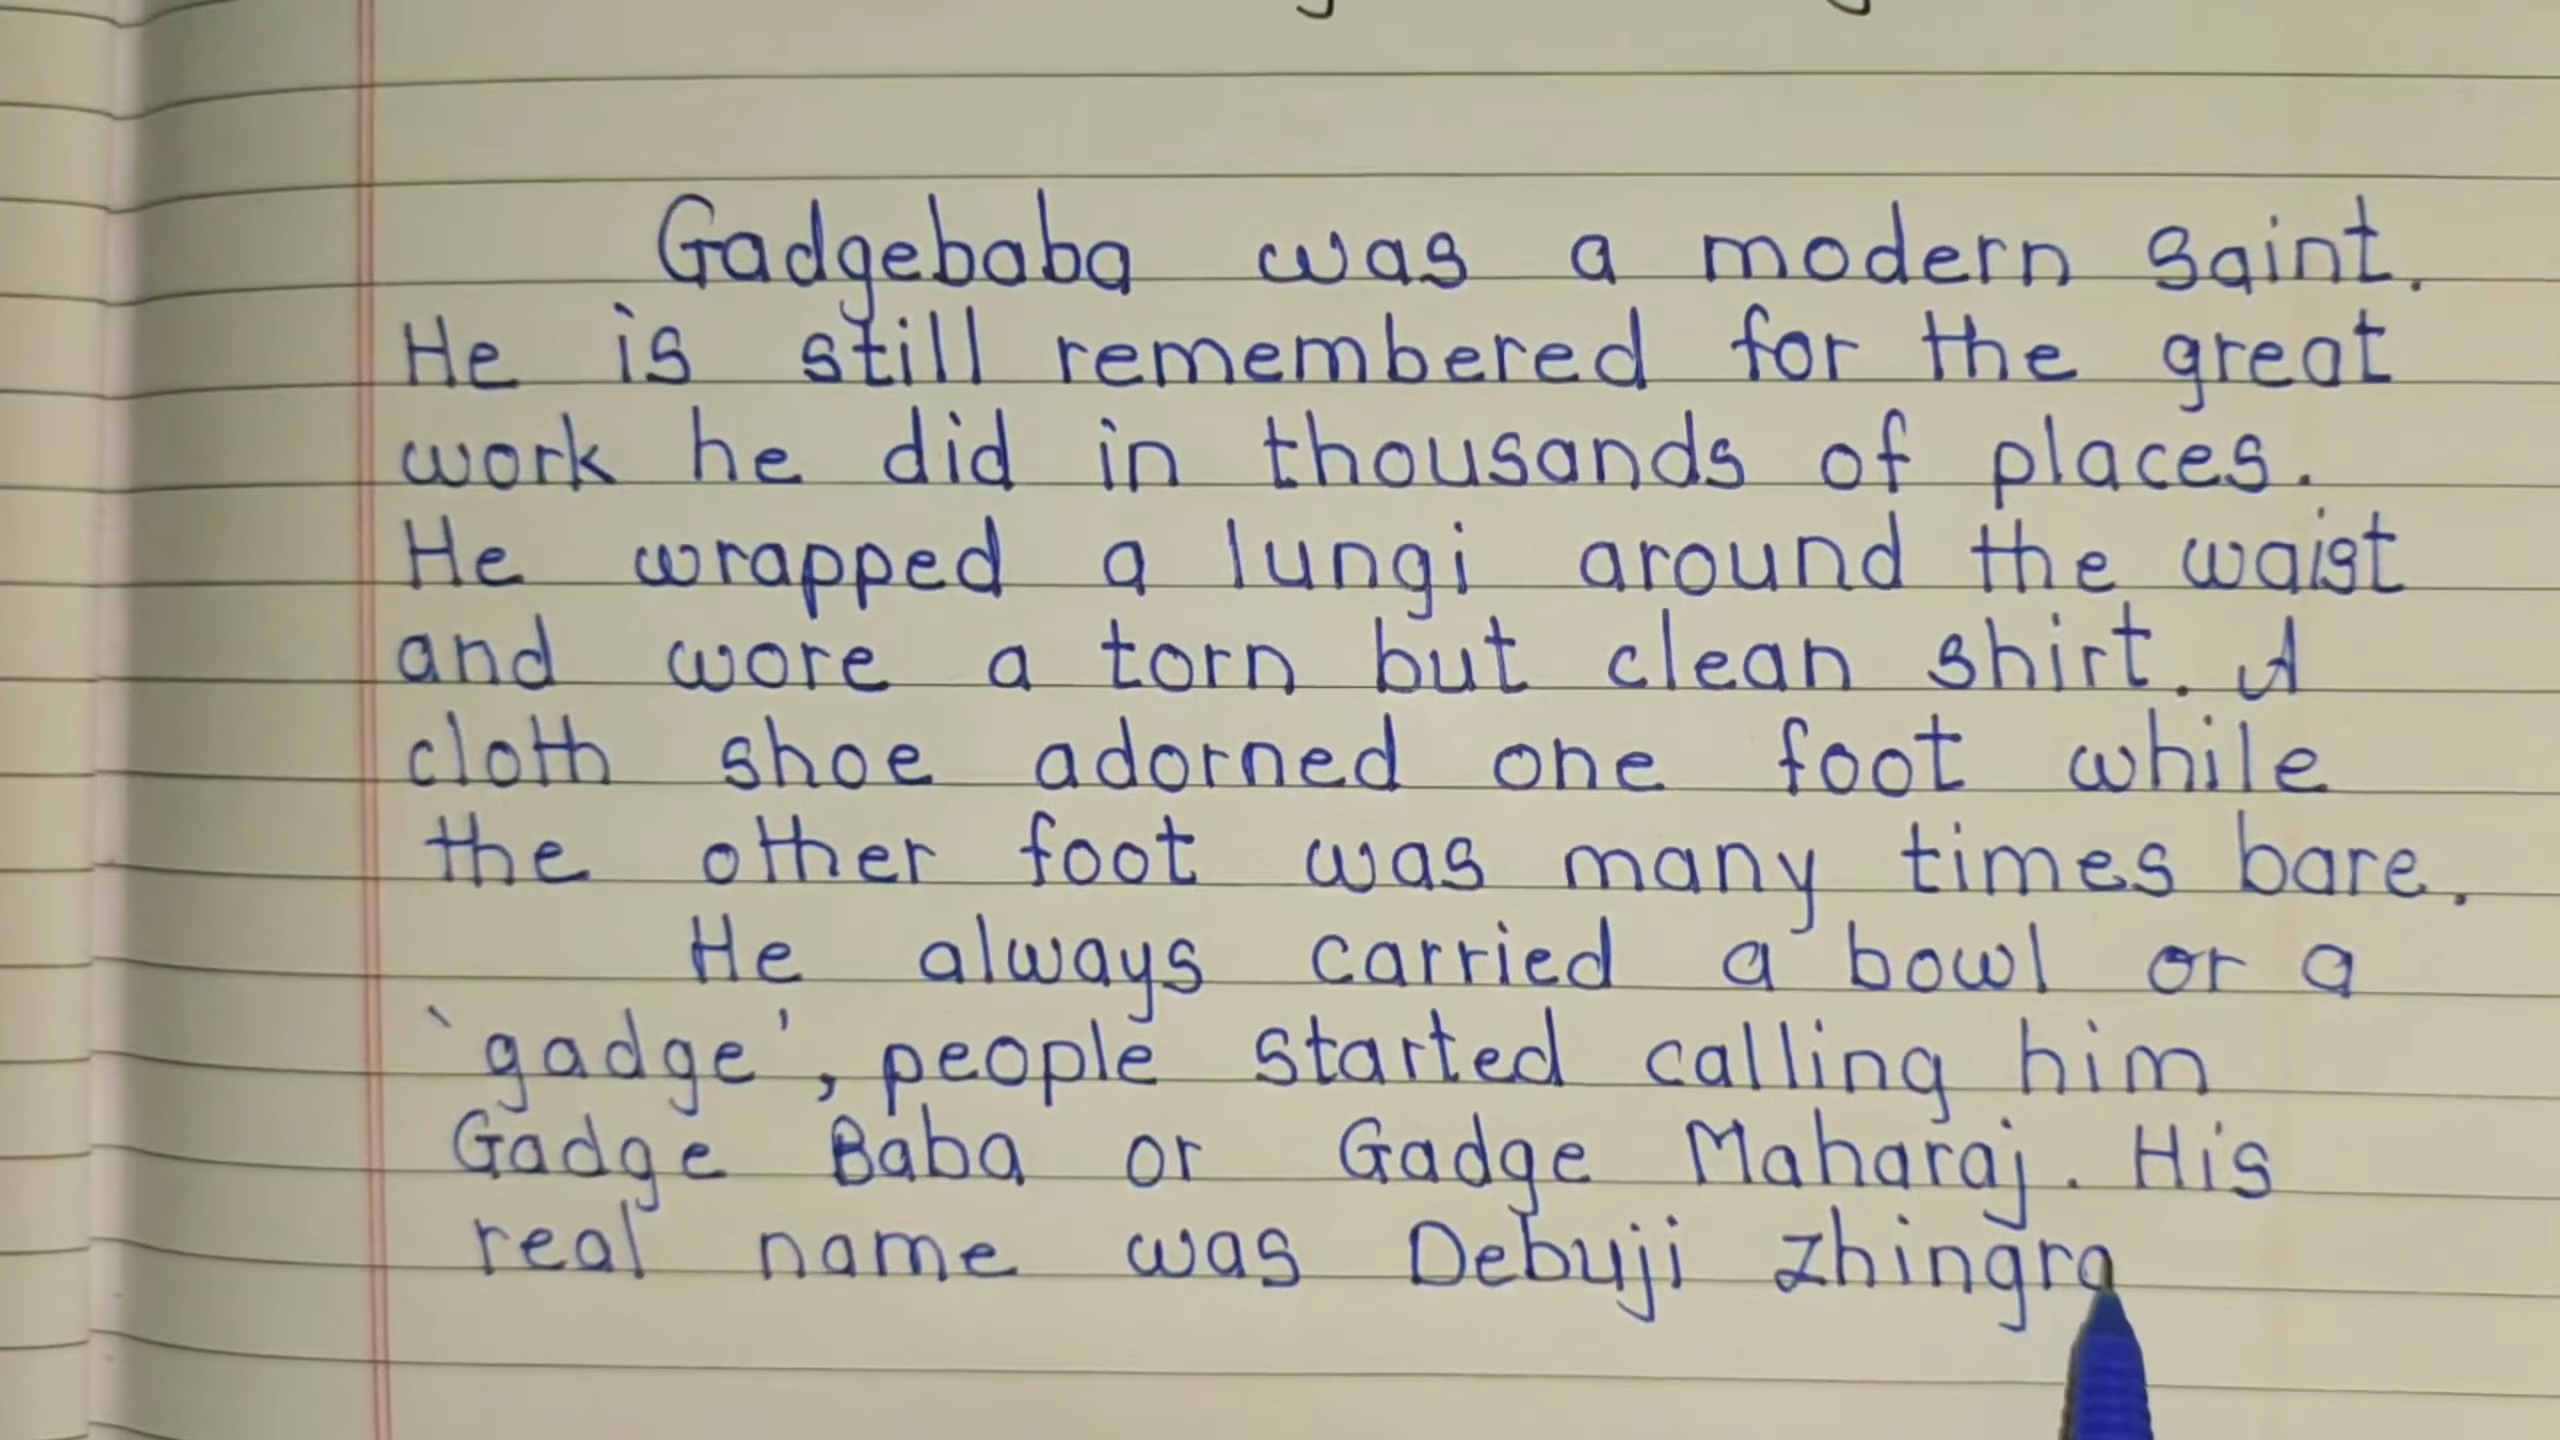 Gadgebaba was a modern saint.
He is still remembered for the great
work he did in thousands of places.
He wrapped a lungi around the waist
and wore a torn but clean shirt. A
cloth shoe adorned one foot while
the other foot was many times bare.
He always carried a bowl or a
`gadge', people started calling him
Gadge Baba or Gadge Maharaj. His
real name was Debuji Zhingra